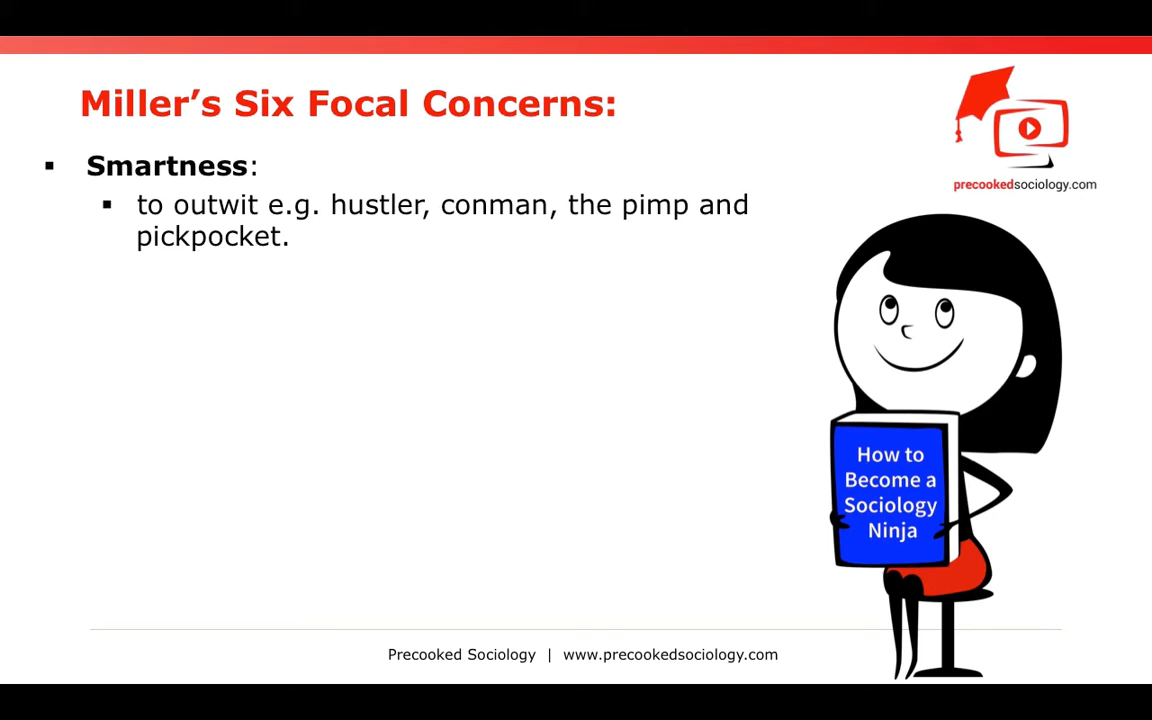 Miller’s Six Focal Concerns:
precookedsociology.com
▪ Smartness:
▪ to outwit e.g. hustler, conman, the pimp and
pickpocket.
How to
Become a
Sociology
Ninja
Precooked Sociology | www.precookedsociology.com